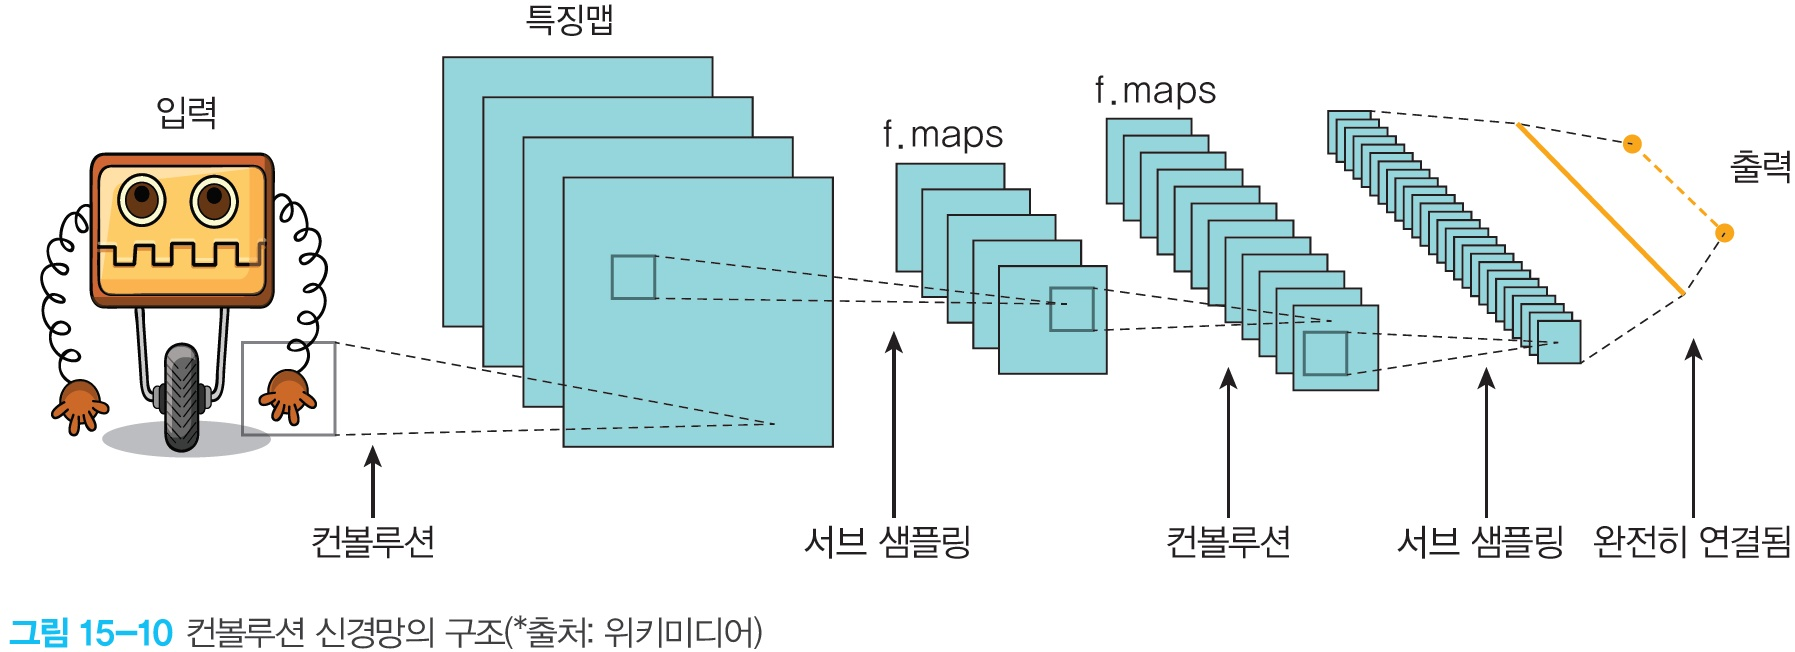 특징맵
입력
f.maps
f.maps
출력
컨볼루션
서브 샘플링
컨볼루션
서브 샘플링
완전히 연결됨
그림 15-10 컨볼루션 신경망의 구조(*출처: 위키미디어)